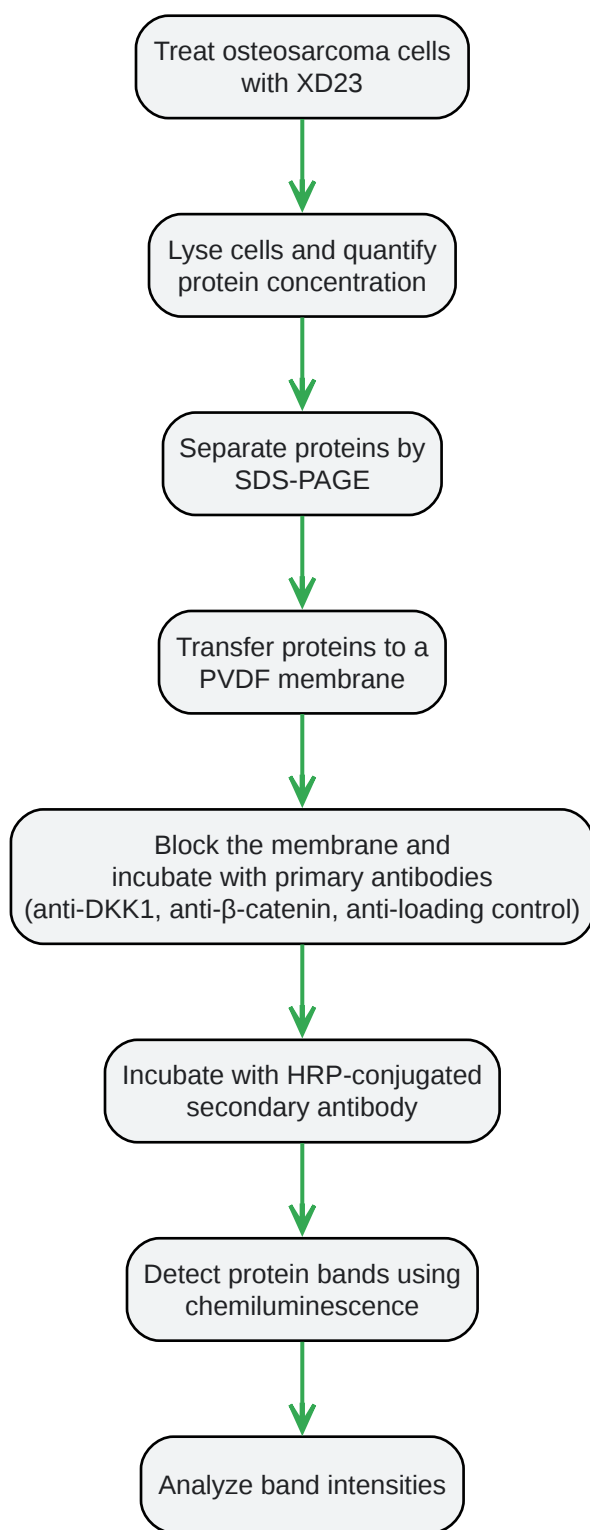 Treat osteosarcoma cells
with XD23
Lyse cells and quantify
protein concentration
Separate proteins by
SDS-PAGE
Transfer proteins to a
PVDF membrane
Block the membrane and
incubate with primary antibodies
(anti-DKK1, anti-β-catenin, anti-loading control)
Incubate with HRP-conjugated
secondary antibody
Detect protein bands using
chemiluminescence
Analyze band intensities